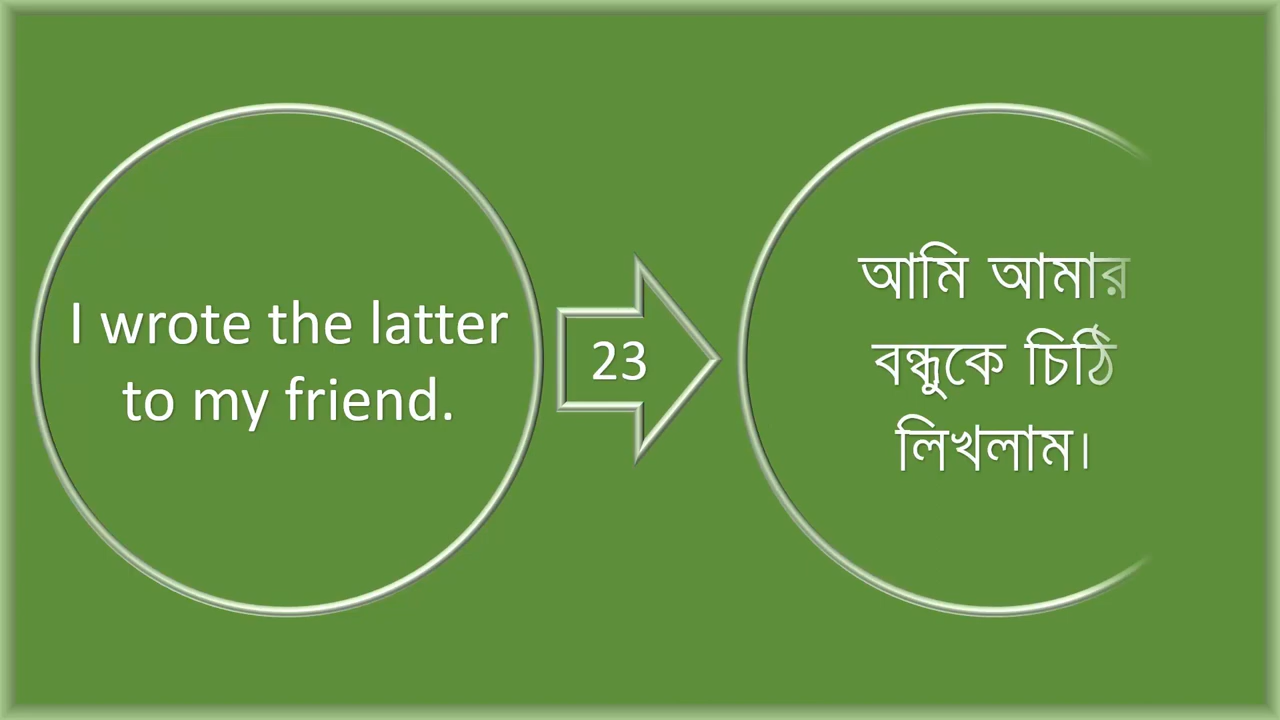 I wrote the latter
to my friend.
23
আমি আমার
বন্ধুকে চিঠি
লিখলাম।